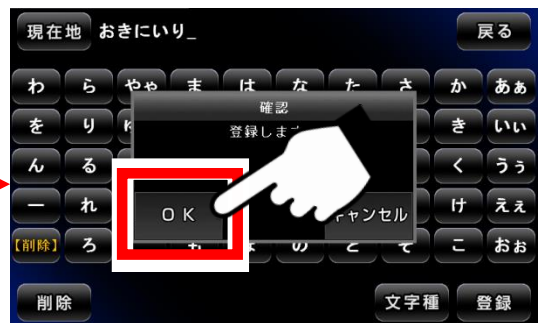 現在地 おきにいり_ 戻る
わ ら やゃ ま は な た さ か あぁ
確認
を り 登録しま き いぃ
ん る く うぅ
ー れ OK キャンセル け えぇ
【削除】 ろ も の と そ こ おぉ
削除 文字種 登録